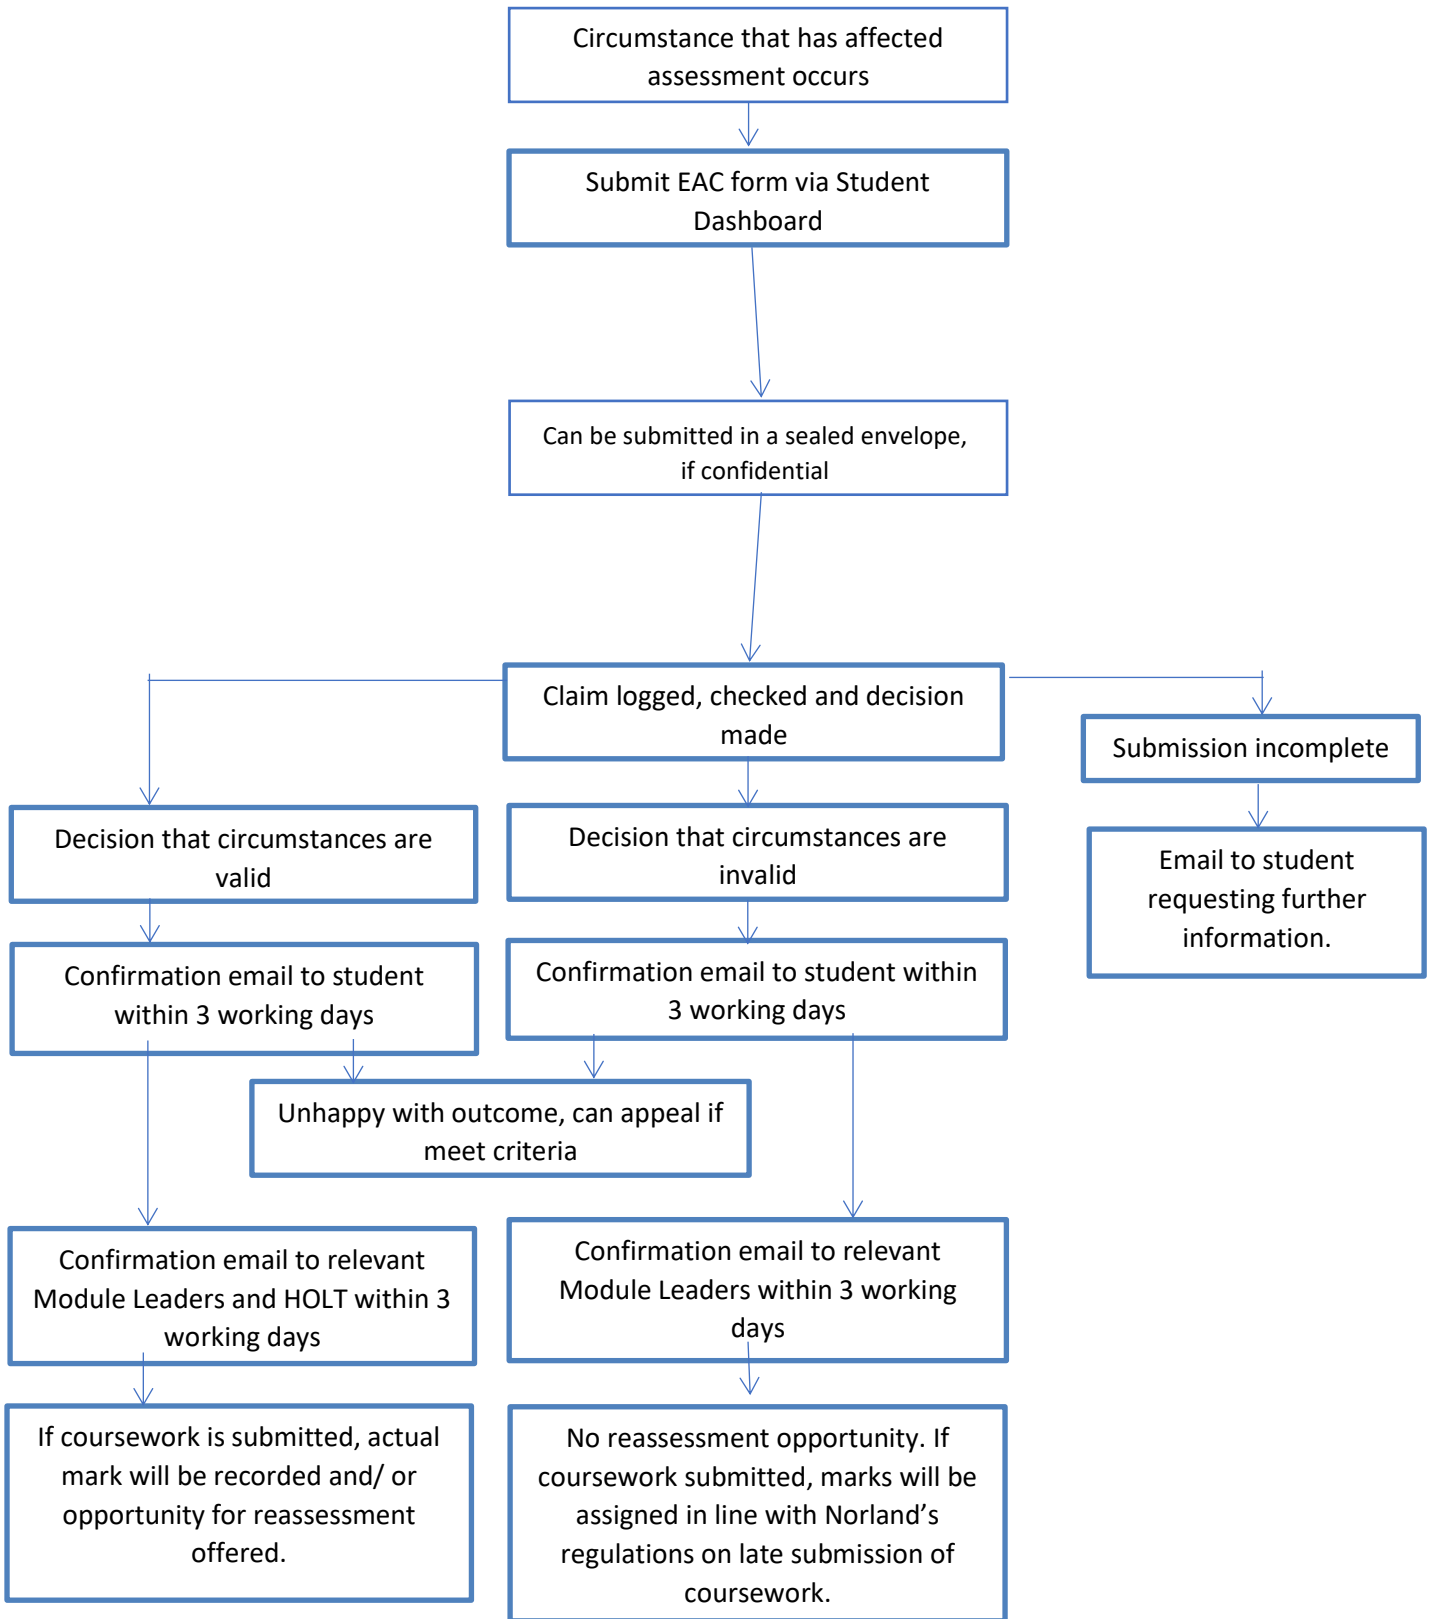 Circumstance that has affected
assessment occurs
Submit EAC form via Student
Dashboard
Can be submitted in a sealed envelope,
if confidential
Claim logged, checked and decision
made
Submission incomplete
Decision that circumstances are
valid
Decision that circumstances are
invalid
Email to student
requesting further
information.
Confirmation email to student
within 3 working days
Confirmation email to student within
3 working days
Unhappy with outcome, can appeal if
meet criteria
Confirmation email to relevant
Module Leaders and HOLT within 3
working days
Confirmation email to relevant
Module Leaders within 3 working
days
If coursework is submitted, actual
mark will be recorded and/ or
opportunity for reassessment
offered.
No reassessment opportunity. If
coursework submitted, marks will be
assigned in line with Norland’s
regulations on late submission of
coursework.